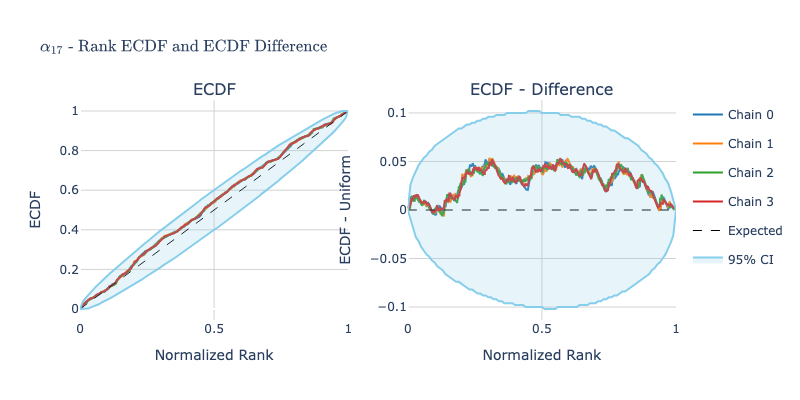 α₁₇ - Rank ECDF and ECDF Difference
ECDF
ECDF
1
0.8
0.6
0.4
0.2
0
0
0.5
1
Normalized Rank
ECDF - Difference
ECDF - Uniform
0.1
0.05
0
−0.05
−0.1
0
0.5
1
Normalized Rank
Chain 0
Chain 1
Chain 2
Chain 3
Expected
95% CI